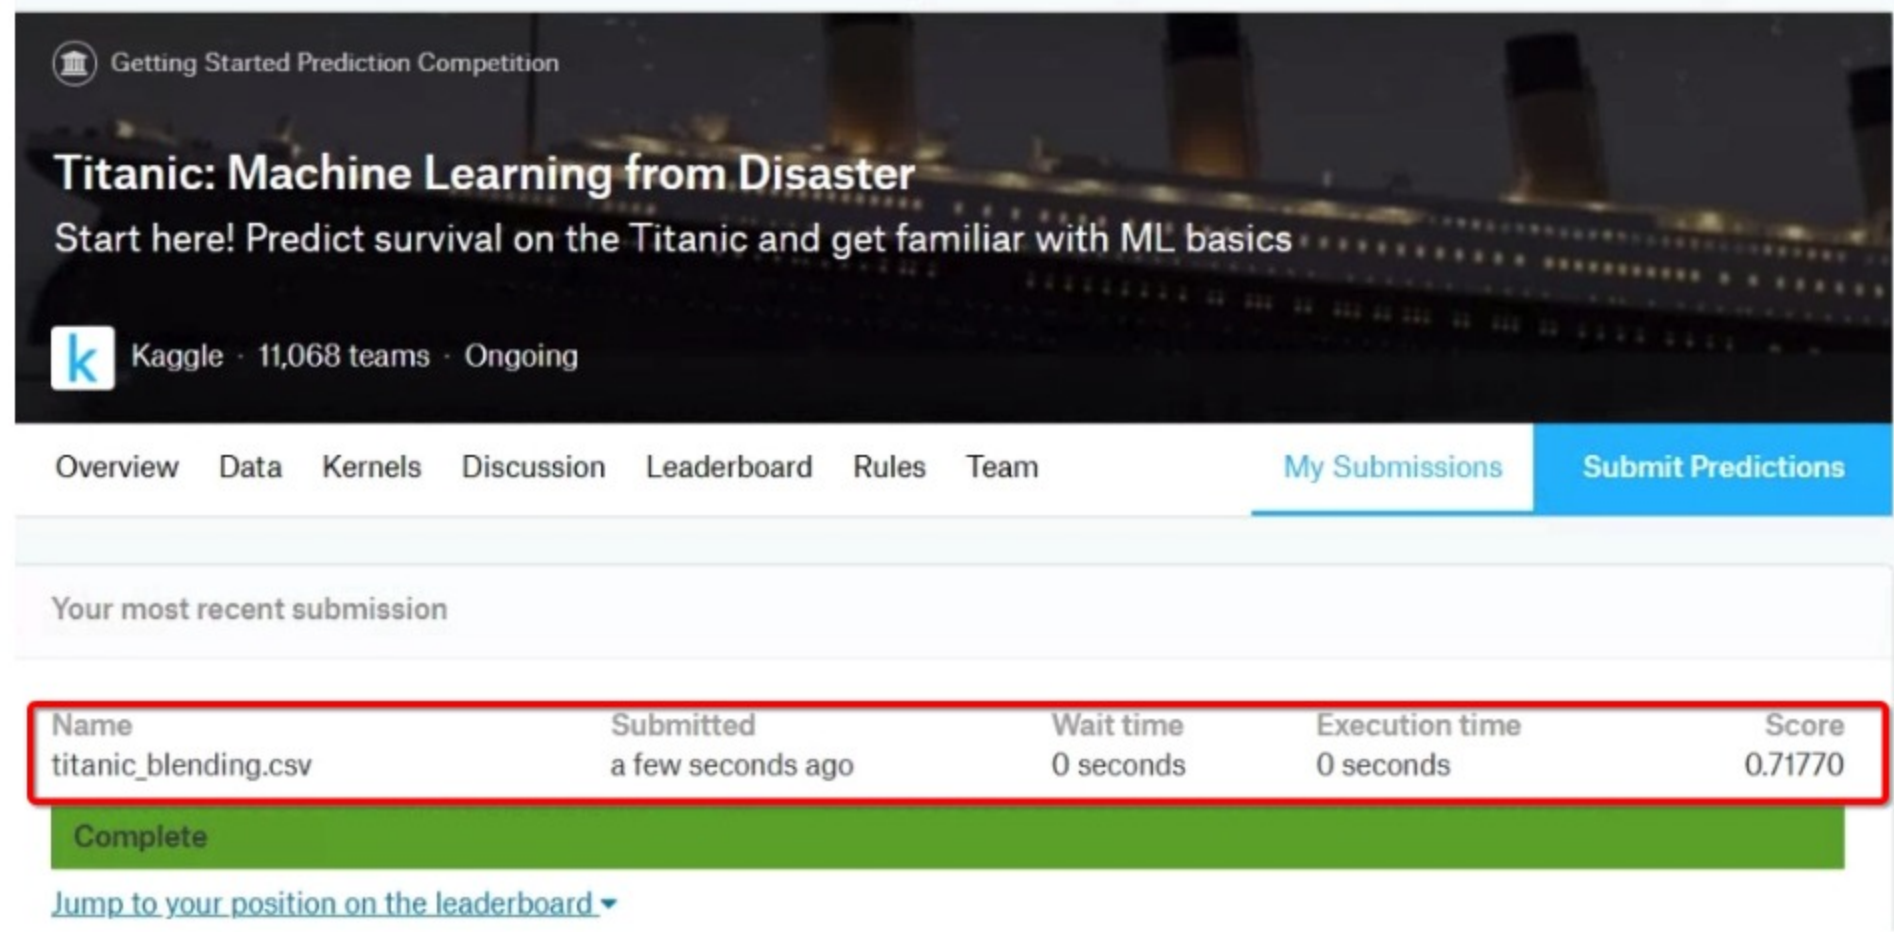 Getting Started Prediction Competition
Titanic: Machine Learning from Disaster
Start here! Predict survival on the Titanic and get familiar with ML basics
k Kaggle · 11,068 teams · Ongoing
Overview Data Kernels Discussion Leaderboard Rules Team My Submissions Submit Predictions
Your most recent submission
Name Submitted Wait time Execution time Score
titanic_blending.csv a few seconds ago 0 seconds 0 seconds 0.71770
Complete
Jump to your position on the leaderboard